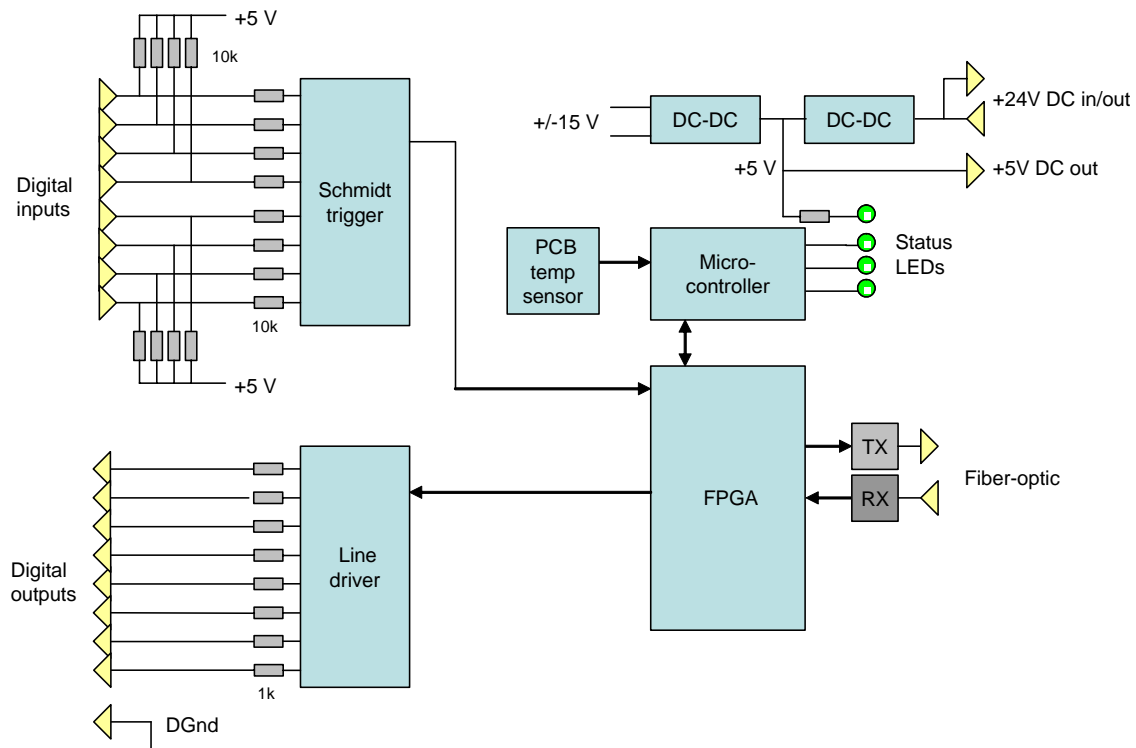 +5 V
10k
Digital
inputs
Schmidt
trigger
10k
+5 V
+/-15 V
DC-DC
DC-DC
+24V DC in/out
+5 V
+5V DC out
PCB
temp
sensor
Micro-
controller
Status
LEDs
FPGA
TX
RX
Fiber-optic
Digital
outputs
Line
driver
1k
DGnd